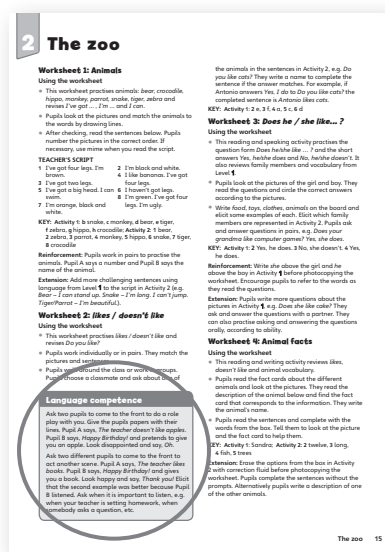 2 The zoo
Worksheet 1: Animals
Using the worksheet
This worksheet practises animals: bear, crocodile,
hippo, monkey, parrot, snake, tiger, zebra and
revises I've got ... , I'm ... and I can.
Pupils look at the pictures and match the animals to
the words by drawing lines.
After checking, read the sentences below. Pupils
number the pictures in the correct order. If
necessary, use mime when you read the script.
TEACHER'S SCRIPT
1 I've got four legs. I'm
brown.
3 I've got two legs.
5 I've got a big head. I can
swim.
7 I'm orange, black and
white.
2 I'm black and white.
4 I like bananas. I've got
four legs.
6 I haven't got legs.
8 I'm green. I've got four
legs. I'm ugly.
KEY: Activity 1: b snake, c monkey, d bear, e tiger,
f zebra, g hippo, h crocodile; Activity 2: 1 bear,
2 zebra, 3 parrot, 4 monkey, 5 hippo, 6 snake, 7 tiger,
8 crocodile
Reinforcement: Pupils work in pairs to practise the
animals. Pupil A says a number and Pupil B says the
name of the animal.
Extension: Add more challenging sentences using
language from Level 1 to the script in Activity 2 (e.g.
Bear – I can stand up. Snake – I'm long. I can't jump.
Tiger/Parrot – I'm beautiful.).
Worksheet 2: likes / doesn't like
Using the worksheet
This worksheet practises likes / doesn't like and
revises Do you like?
Pupils work individually or in pairs. They match the
pictures and sentences.
Pupils work around the class or work in groups.
Pupils choose a classmate and ask about one of
Language competence
Ask two pupils to come to the front to do a role
play with you. Give the pupils papers with their
lines. Pupil A says, The teacher doesn't like apples.
Pupil B says, Happy Birthday! and pretends to give
you an apple. Look disappointed and say, Oh.
Ask two different pupils to come to the front to
act another scene. Pupil A says, The teacher likes
books. Pupil B says, Happy Birthday! and gives
you a book. Look happy and say, Thank you! Elicit
that the second example was better because Pupil
B listened. Ask when it is important to listen, e.g.
when your teacher is setting homework, when
somebody asks a question, etc.
the animals in the sentences in Activity 2, e.g. Do
you like cats? They write a name to complete the
sentence if the answer matches. For example, if
Antonio answers Yes, I do to Do you like cats? the
completed sentence is Antonio likes cats.
KEY: Activity 1: 2 e, 3 f, 4 a, 5 c, 6 d
Worksheet 3: Does he / she like... ?
Using the worksheet
This reading and speaking activity practises the
question form Does he/she like ... ? and the short
answers Yes, he/she does and No, he/she doesn't. It
also revises family members and vocabulary from
Level 1.
Pupils look at the pictures of the girl and boy. They
read the questions and circle the correct answers
according to the pictures.
Write food, toys, clothes, animals on the board and
elicit some examples of each. Elicit which family
members are represented in Activity 2. Pupils ask
and answer questions in pairs, e.g. Does your
grandma like computer games? Yes, she does.
KEY: Activity 1: 2 Yes, he does. 3 No, she doesn't. 4 Yes,
he does.
Reinforcement: Write she above the girl and he
above the boy in Activity 1 before photocopying the
worksheet. Encourage pupils to refer to the words as
they read the questions.
Extension: Pupils write more questions about the
pictures in Activity 1, e.g. Does she like cake? They
ask and answer the questions with a partner. They
can also practise asking and answering the questions
orally, according to ability.
Worksheet 4: Animal facts
Using the worksheet
This reading and writing activity reviews likes,
doesn't like and animal vocabulary.
Pupils read the fact cards about the different
animals and look at the pictures. They read the
description of the animal below and find the fact
card that corresponds to the information. They write
the animal's name.
Pupils read the sentences and complete with the
words from the box. Tell them to look at the picture
and the fact card to help them.
KEY: Activity 1: Sandra; Activity 2: 2 twelve, 3 long,
4 fish, 5 trees
Extension: Erase the options from the box in Activity
2 with correction fluid before photocopying the
worksheet. Pupils complete the sentences without the
prompts. Alternatively pupils write a description of one
of the other animals.
The zoo 15